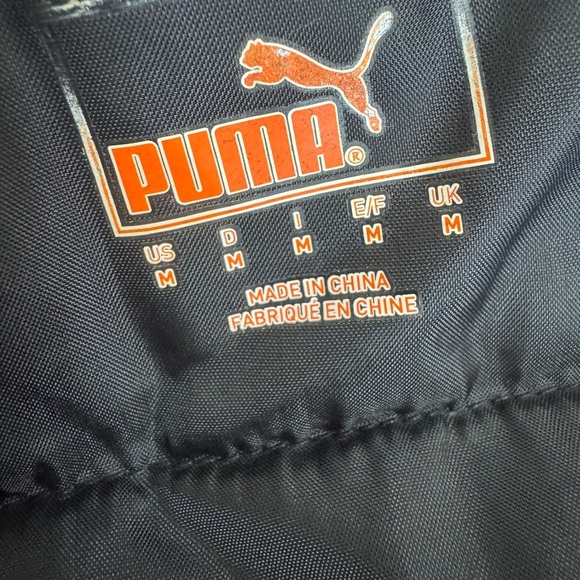 PUMA®
US D I E/F UK
M M M M M
MADE IN CHINA
FABRIQUÉ EN CHINE